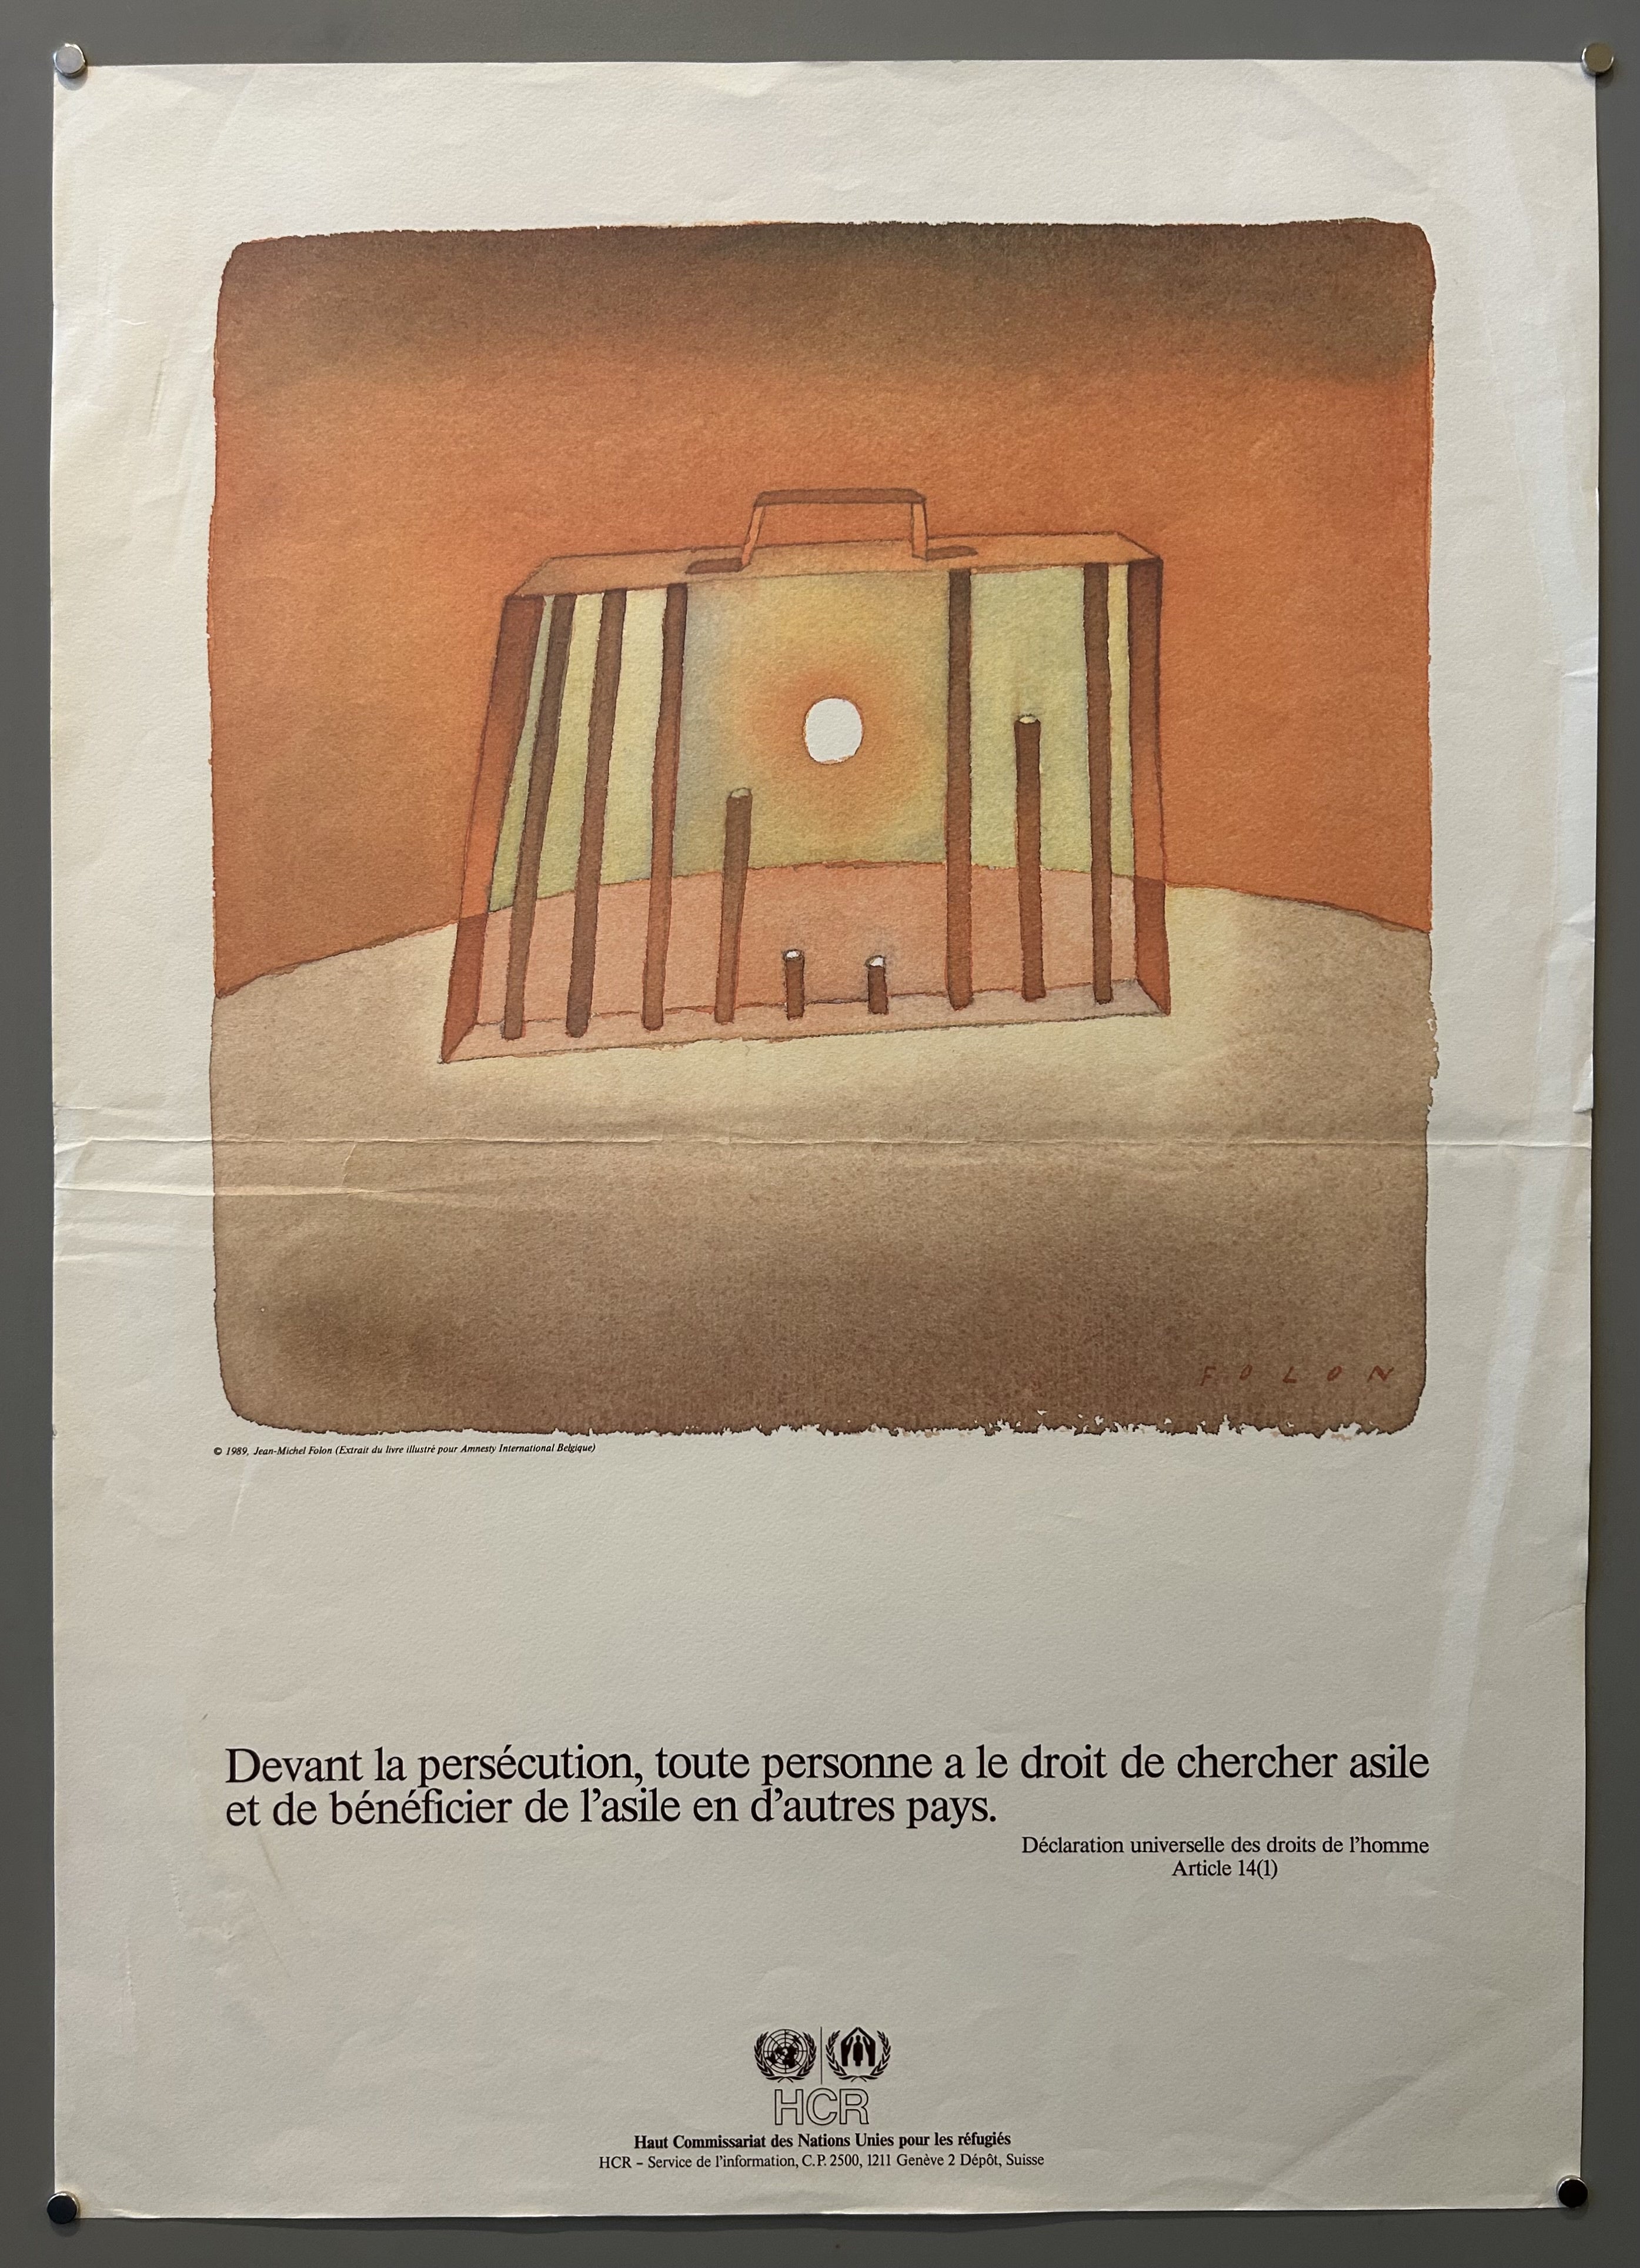 FOLON
© 1989, Jean-Michel Folon (Extrait du livre illustré pour Amnesty International Belgique)
Devant la persécution, toute personne a le droit de chercher asile
et de bénéficier de l'asile en d'autres pays.
Déclaration universelle des droits de l'homme
Article 14(1)
HCR
Haut Commissariat des Nations Unies pour les réfugiés
HCR – Service de l'information, C.P. 2500, 1211 Genève 2 Dépôt, Suisse